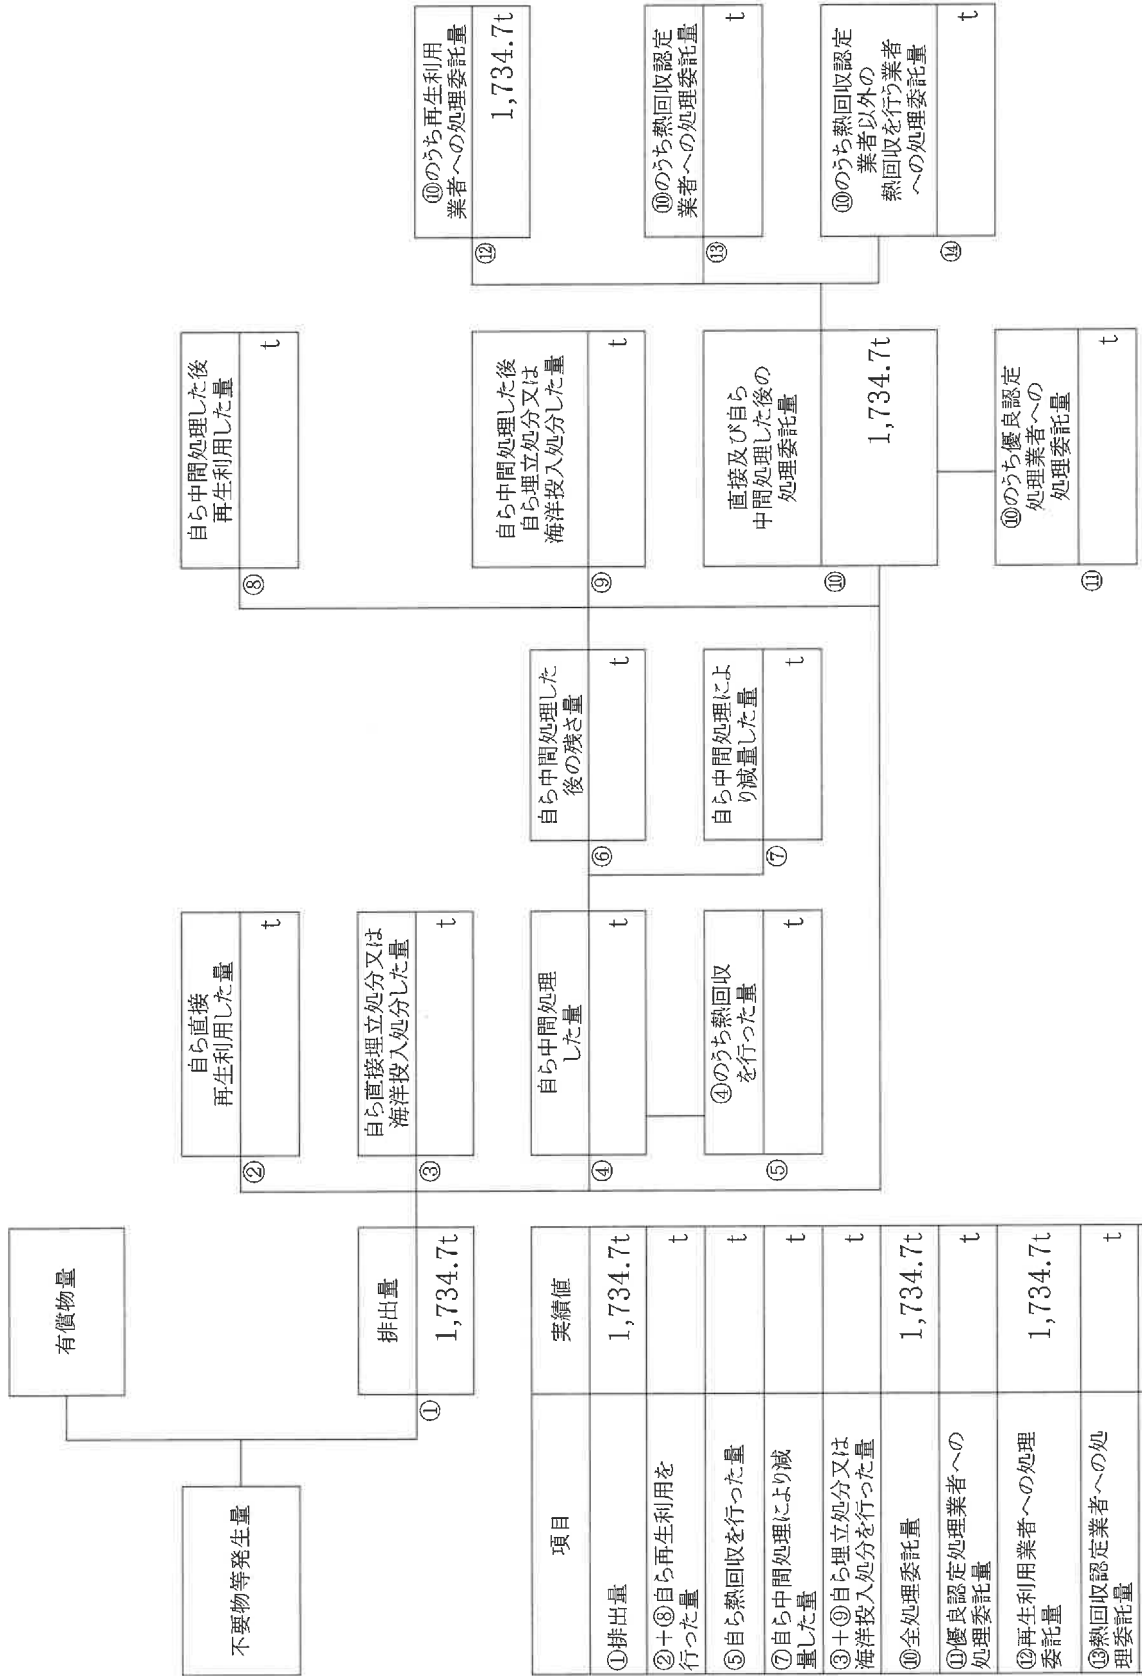 不要物等発生量
有償物量
排出量
①
1,734.7t
自ら直接
再生利用した量
②
t
自ら直接埋立処分又は
海洋投入処分した量
③
t
自ら中間処理
した量
④
t
④のうち熱回収
を行った量
⑤
t
自ら中間処理した
後の残さ量
⑥
t
自ら中間処理によ
り減量した量
⑦
t
自ら中間処理した後
再生利用した量
⑧
t
自ら中間処理した後
自ら埋立処分又は
海洋投入処分した量
⑨
t
直接及び自ら
中間処理した後の
処理委託量
⑩
1,734.7t
⑩のうち優良認定
処理業者への
処理委託量
⑪
t
⑩のうち再生利用
業者への処理委託量
⑫
1,734.7t
⑩のうち熱回収認定
業者への処理委託量
⑬
t
⑩のうち熱回収認定
業者以外の
熱回収を行う業者
への処理委託量
⑭
t
項目 実績値
①排出量 1,734.7t
②+⑧自ら再生利用を
行った量 t
⑤自ら熱回収を行った量 t
⑦自ら中間処理により減
量した量 t
③+⑨自ら埋立処分又は
海洋投入処分を行った量 t
⑩全処理委託量 1,734.7t
⑪優良認定処理業者への
処理委託量 t
⑫再生利用業者への処理
委託量 1,734.7t
⑬熱回収認定業者への処
理委託量 t